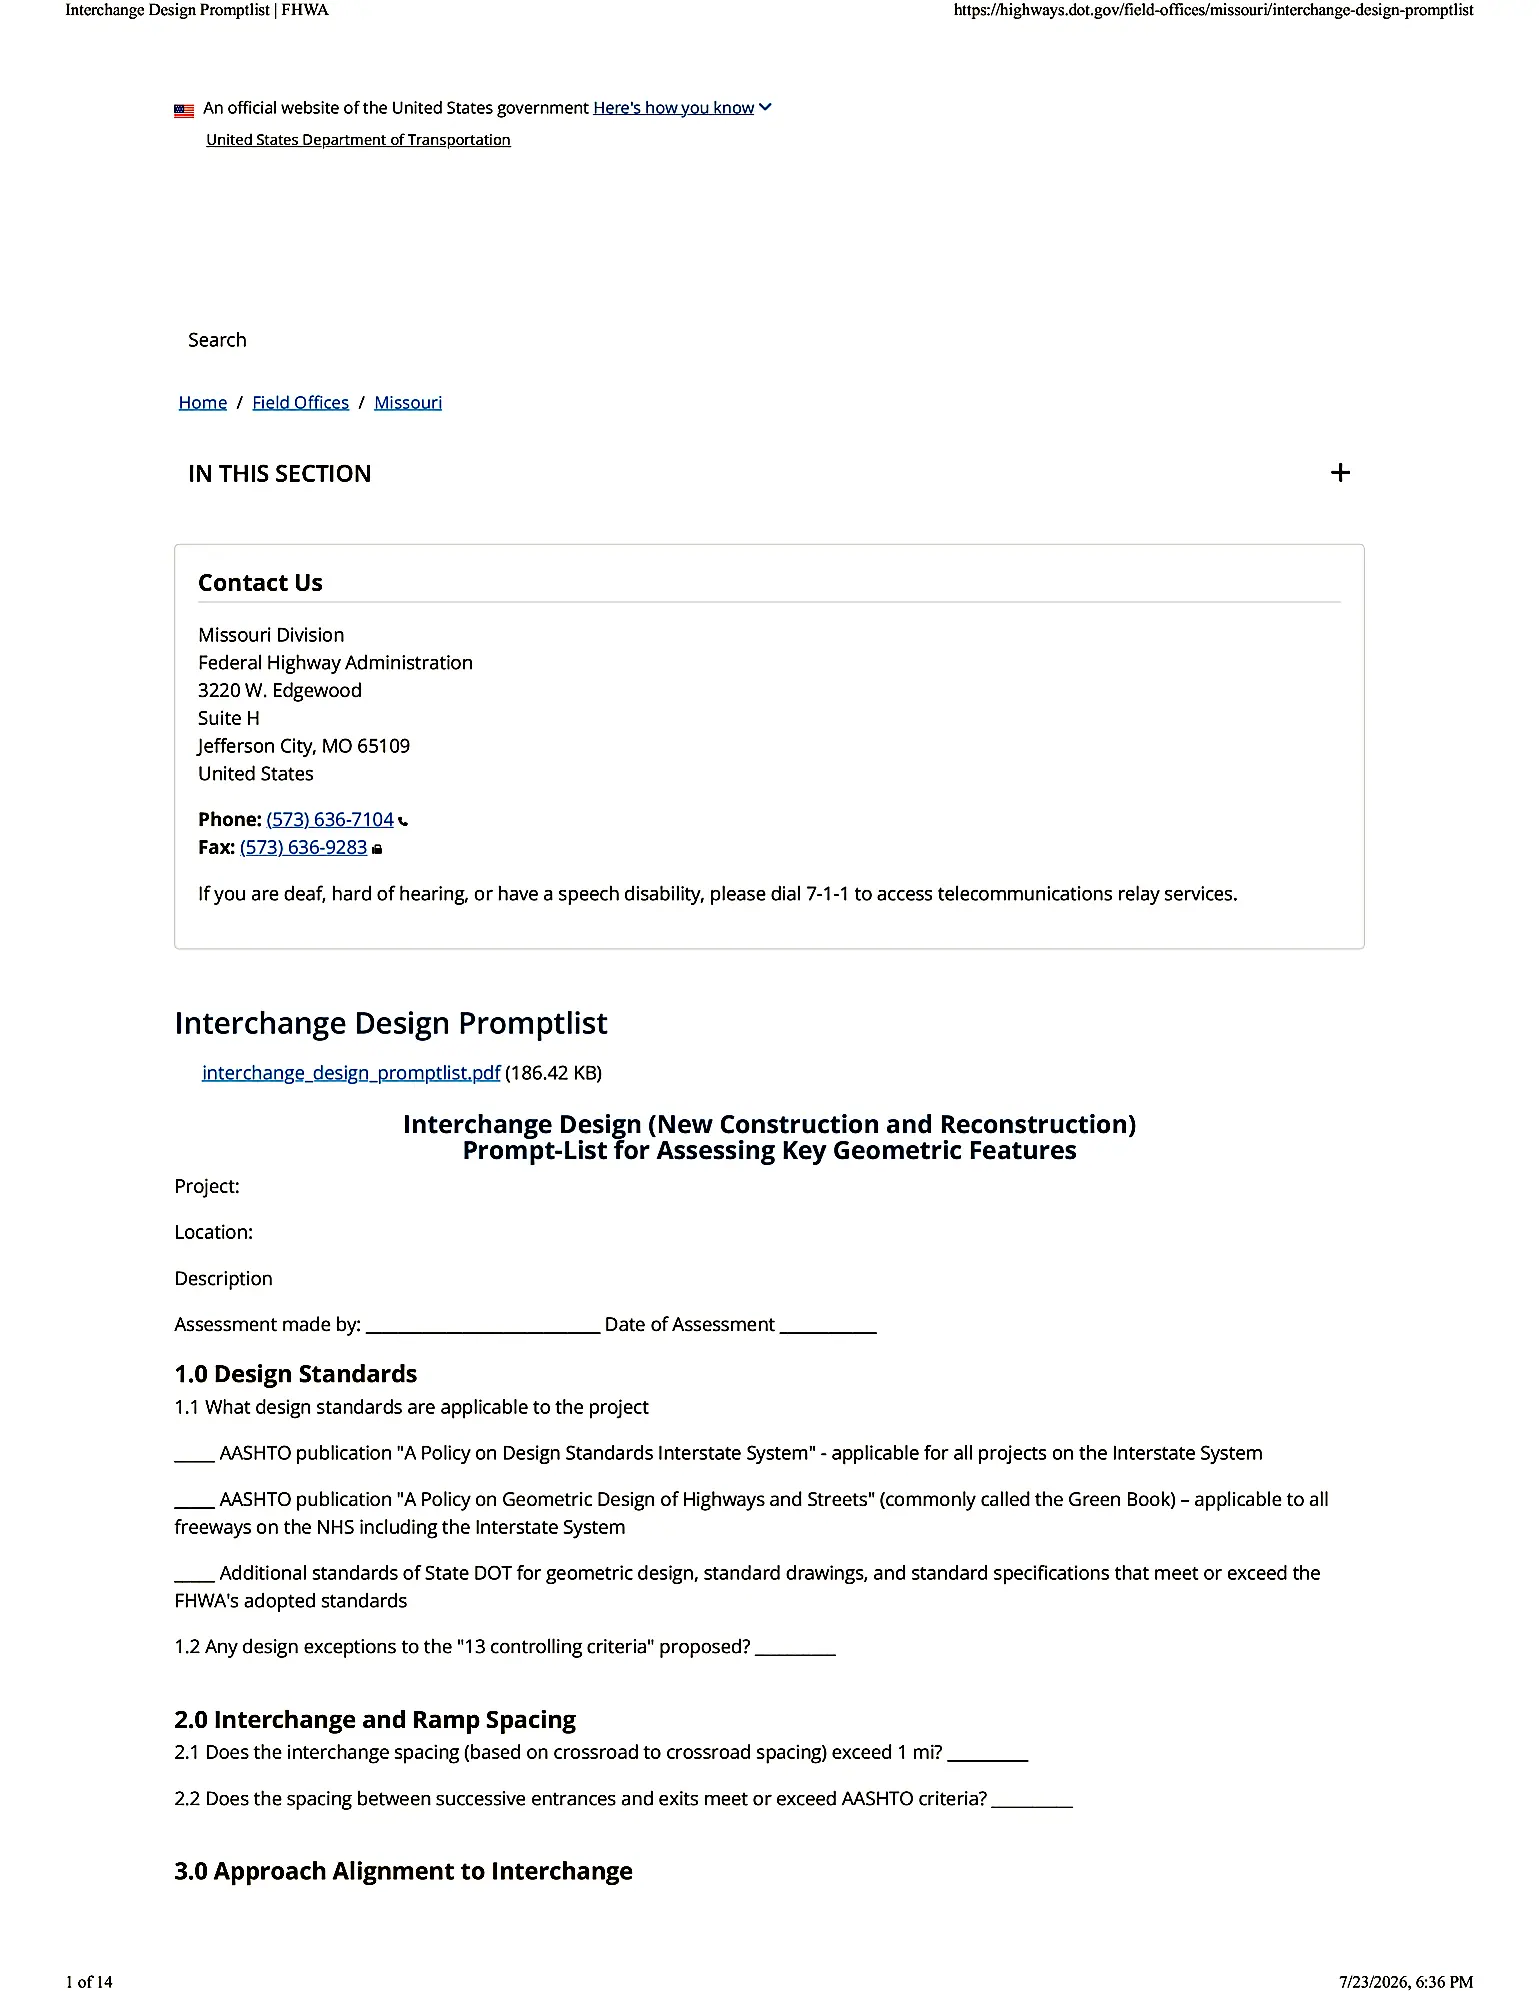 Interchange Design Promptlist | FHWA
https://highways.dot.gov/field-offices/missouri/interchange-design-promptlist
An official website of the United States government Here's how you know
United States Department of Transportation
Search
Home / Field Offices / Missouri
IN THIS SECTION +
Contact Us
Missouri Division
Federal Highway Administration
3220 W. Edgewood
Suite H
Jefferson City, MO 65109
United States
Phone: (573) 636-7104
Fax: (573) 636-9283
If you are deaf, hard of hearing, or have a speech disability, please dial 7-1-1 to access telecommunications relay services.
Interchange Design Promptlist
interchange_design_promptlist.pdf (186.42 KB)
Interchange Design (New Construction and Reconstruction)
Prompt-List for Assessing Key Geometric Features
Project:
Location:
Description
Assessment made by: __________________________ Date of Assessment ____________
1.0 Design Standards
1.1 What design standards are applicable to the project
_____ AASHTO publication "A Policy on Design Standards Interstate System" - applicable for all projects on the Interstate System
_____ AASHTO publication "A Policy on Geometric Design of Highways and Streets" (commonly called the Green Book) – applicable to all
freeways on the NHS including the Interstate System
_____ Additional standards of State DOT for geometric design, standard drawings, and standard specifications that meet or exceed the
FHWA's adopted standards
1.2 Any design exceptions to the "13 controlling criteria" proposed? __________
2.0 Interchange and Ramp Spacing
2.1 Does the interchange spacing (based on crossroad to crossroad spacing) exceed 1 mi? __________
2.2 Does the spacing between successive entrances and exits meet or exceed AASHTO criteria? __________
3.0 Approach Alignment to Interchange
1 of 14
7/23/2026, 6:36 PM